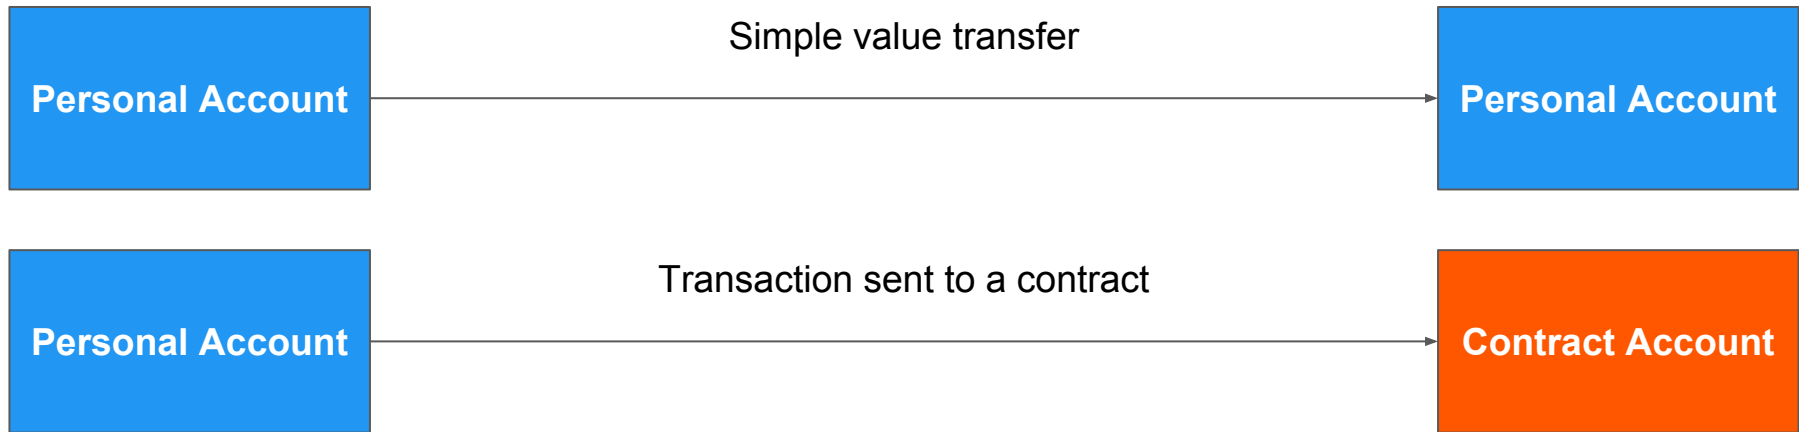 Simple value transfer
Personal Account
Personal Account
Transaction sent to a contract
Personal Account
Contract Account